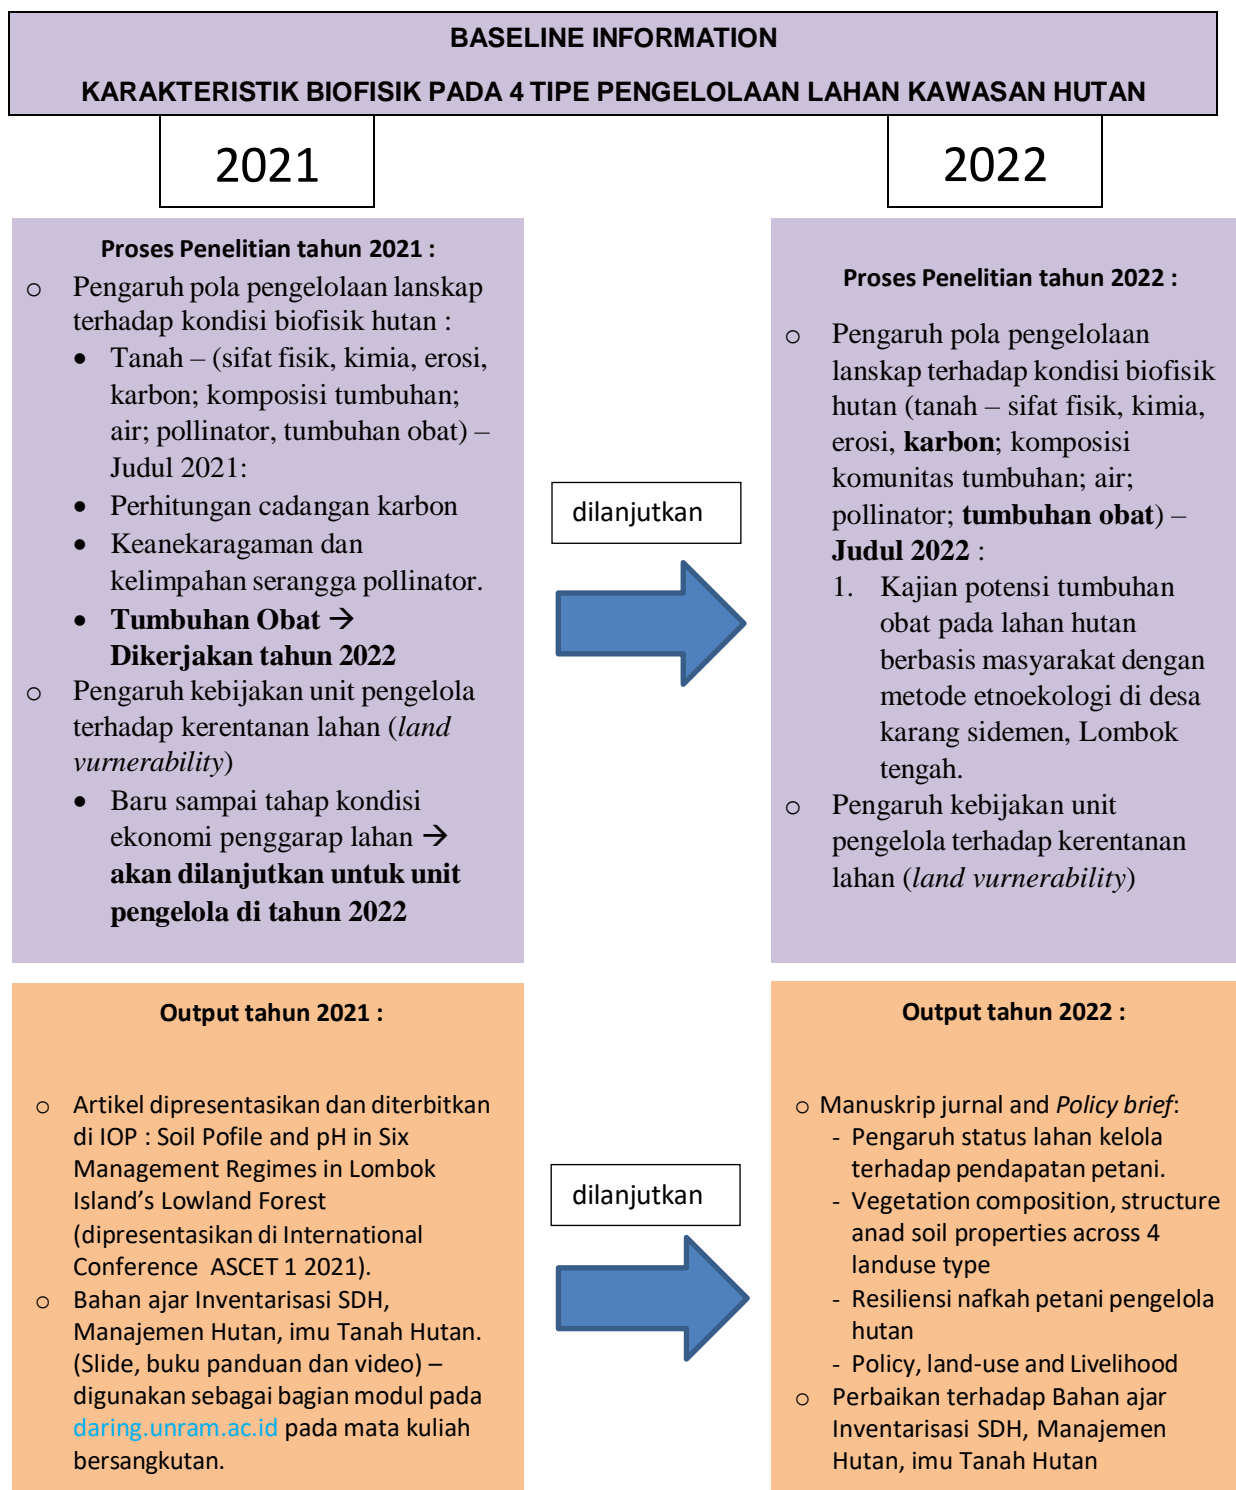 BASELINE INFORMATION
KARAKTERISTIK BIOFISIK PADA 4 TIPE PENGELOLAAN LAHAN KAWASAN HUTAN
2021
2022
Proses Penelitian tahun 2021 :
o Pengaruh pola pengelolaan lanskap
terhadap kondisi biofisik hutan :
• Tanah – (sifat fisik, kimia, erosi,
karbon; komposisi tumbuhan;
air; pollinator, tumbuhan obat) –
Judul 2021:
• Perhitungan cadangan karbon
• Keanekaragaman dan
kelimpahan serangga pollinator.
• Tumbuhan Obat →
Dikerjakan tahun 2022
o Pengaruh kebijakan unit pengelola
terhadap kerentanan lahan (land
vurnerability)
• Baru sampai tahap kondisi
ekonomi penggarap lahan →
akan dilanjutkan untuk unit
pengelola di tahun 2022
dilanjutkan
Proses Penelitian tahun 2022 :
o Pengaruh pola pengelolaan
lanskap terhadap kondisi biofisik
hutan (tanah – sifat fisik, kimia,
erosi, karbon; komposisi
komunitas tumbuhan; air;
pollinator; tumbuhan obat) –
Judul 2022 :
1. Kajian potensi tumbuhan
obat pada lahan hutan
berbasis masyarakat dengan
metode etnoekologi di desa
karang sidemen, Lombok
tengah.
o Pengaruh kebijakan unit
pengelola terhadap kerentanan
lahan (land vurnerability)
Output tahun 2021 :
o Artikel dipresentasikan dan diterbitkan
di IOP : Soil Pofile and pH in Six
Management Regimes in Lombok
Island’s Lowland Forest
(dipresentasikan di International
Conference ASCET 1 2021).
o Bahan ajar Inventarisasi SDH,
Manajemen Hutan, imu Tanah Hutan.
(Slide, buku panduan dan video) –
digunakan sebagai bagian modul pada
daring.unram.ac.id pada mata kuliah
bersangkutan.
dilanjutkan
Output tahun 2022 :
o Manuskrip jurnal and Policy brief:
- Pengaruh status lahan kelola
terhadap pendapatan petani.
- Vegetation composition, structure
anad soil properties across 4
landuse type
- Resiliensi nafkah petani pengelola
hutan
- Policy, land-use and Livelihood
o Perbaikan terhadap Bahan ajar
Inventarisasi SDH, Manajemen
Hutan, imu Tanah Hutan